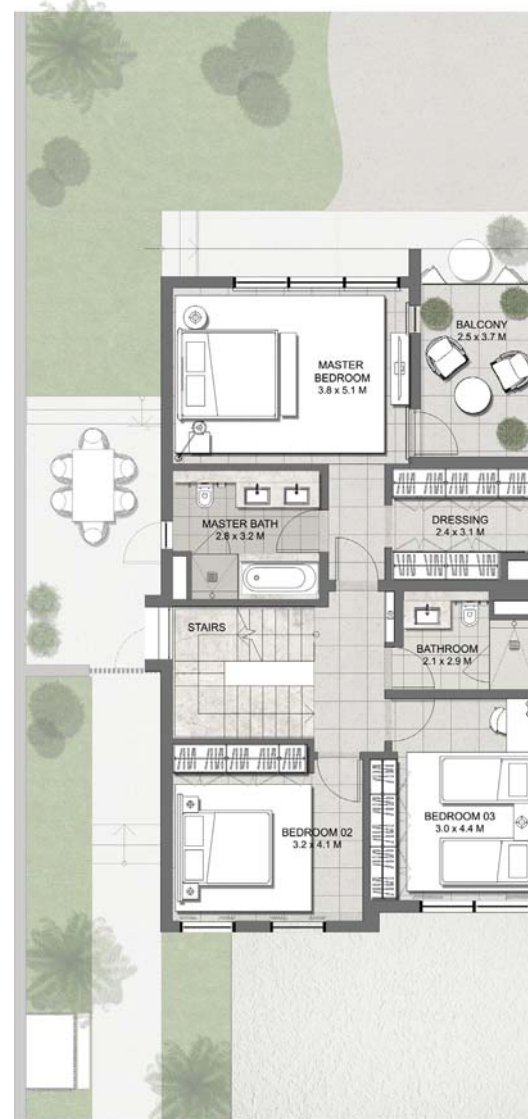 BALCONY
2.5 x 3.7 M
MASTER
BEDROOM
3.8 x 5.1 M
MASTER BATH
2.8 x 3.2 M
DRESSING
2.4 x 3.1 M
STAIRS
BATHROOM
2.1 x 2.9 M
BEDROOM 02
3.2 x 4.1 M
BEDROOM 03
3.0 x 4.4 M